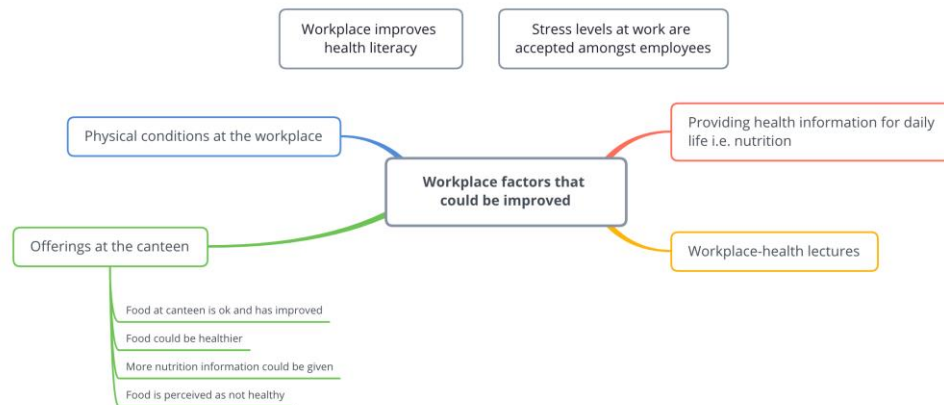 Workplace improves
health literacy
Stress levels at work are
accepted amongst employees
Physical conditions at the workplace
Providing health information for daily
life i.e. nutrition
Workplace factors that
could be improved
Offerings at the canteen
Workplace-health lectures
Food at canteen is ok and has improved
Food could be healthier
More nutrition information could be given
Food is perceived as not healthy